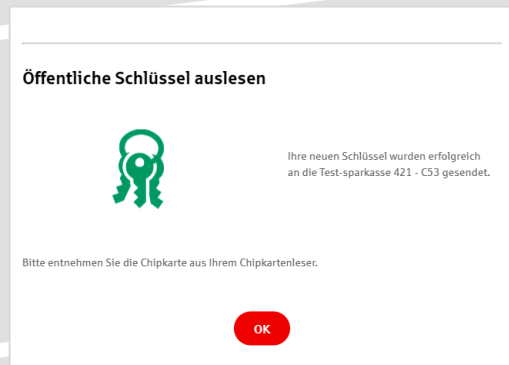 Öffentliche Schlüssel auslesen
Ihre neuen Schlüssel wurden erfolgreich
an die Test-sparkasse 421 - C53 gesendet.
Bitte entnehmen Sie die Chipkarte aus Ihrem Chipkartenleser.
OK